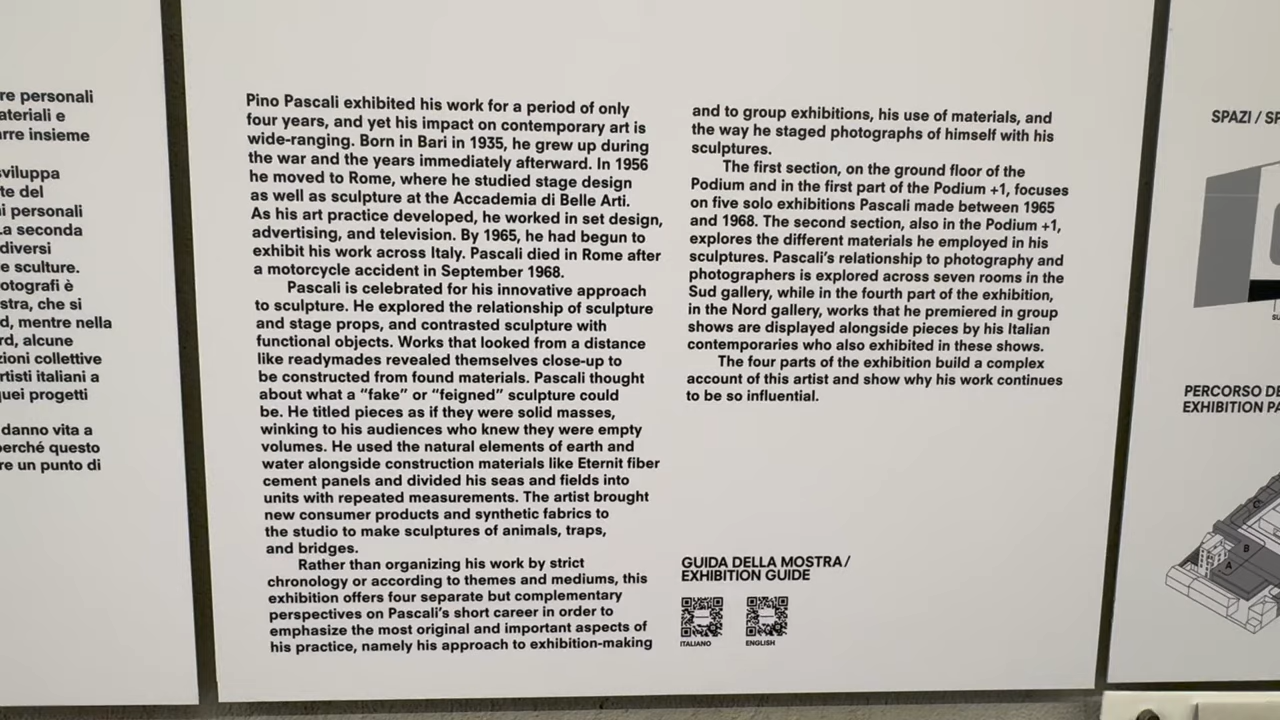 re personali
ateriali e
rre insieme
sviluppa
te del
i personali
La seconda
diversi
e sculture.
otografi è
stra, che si
d, mentre nella
rd, alcune
zioni collettive
rtisti italiani a
quei progetti
danno vita a
perché questo
re un punto di
Pino Pascali exhibited his work for a period of only
four years, and yet his impact on contemporary art is
wide-ranging. Born in Bari in 1935, he grew up during
the war and the years immediately afterward. In 1956
he moved to Rome, where he studied stage design
as well as sculpture at the Accademia di Belle Arti.
As his art practice developed, he worked in set design,
advertising, and television. By 1965, he had begun to
exhibit his work across Italy. Pascali died in Rome after
a motorcycle accident in September 1968.
Pascali is celebrated for his innovative approach
to sculpture. He explored the relationship of sculpture
and stage props, and contrasted sculpture with
functional objects. Works that looked from a distance
like readymades revealed themselves close-up to
be constructed from found materials. Pascali thought
about what a “fake” or “feigned” sculpture could
be. He titled pieces as if they were solid masses,
winking to his audiences who knew they were empty
volumes. He used the natural elements of earth and
water alongside construction materials like Eternit fiber
cement panels and divided his seas and fields into
units with repeated measurements. The artist brought
new consumer products and synthetic fabrics to
the studio to make sculptures of animals, traps,
and bridges.
Rather than organizing his work by strict
chronology or according to themes and mediums, this
exhibition offers four separate but complementary
perspectives on Pascali’s short career in order to
emphasize the most original and important aspects of
his practice, namely his approach to exhibition-making
and to group exhibitions, his use of materials, and
the way he staged photographs of himself with his
sculptures.
The first section, on the ground floor of the
Podium and in the first part of the Podium +1, focuses
on five solo exhibitions Pascali made between 1965
and 1968. The second section, also in the Podium +1,
explores the different materials he employed in his
sculptures. Pascali’s relationship to photography and
photographers is explored across seven rooms in the
Sud gallery, while in the fourth part of the exhibition,
in the Nord gallery, works that he premiered in group
shows are displayed alongside pieces by his Italian
contemporaries who also exhibited in these shows.
The four parts of the exhibition build a complex
account of this artist and show why his work continues
to be so influential.
GUIDA DELLA MOSTRA/
EXHIBITION GUIDE
ITALIANO
ENGLISH
SPAZI / SP
SU
PERCORSO DE
EXHIBITION PA
C
B
A